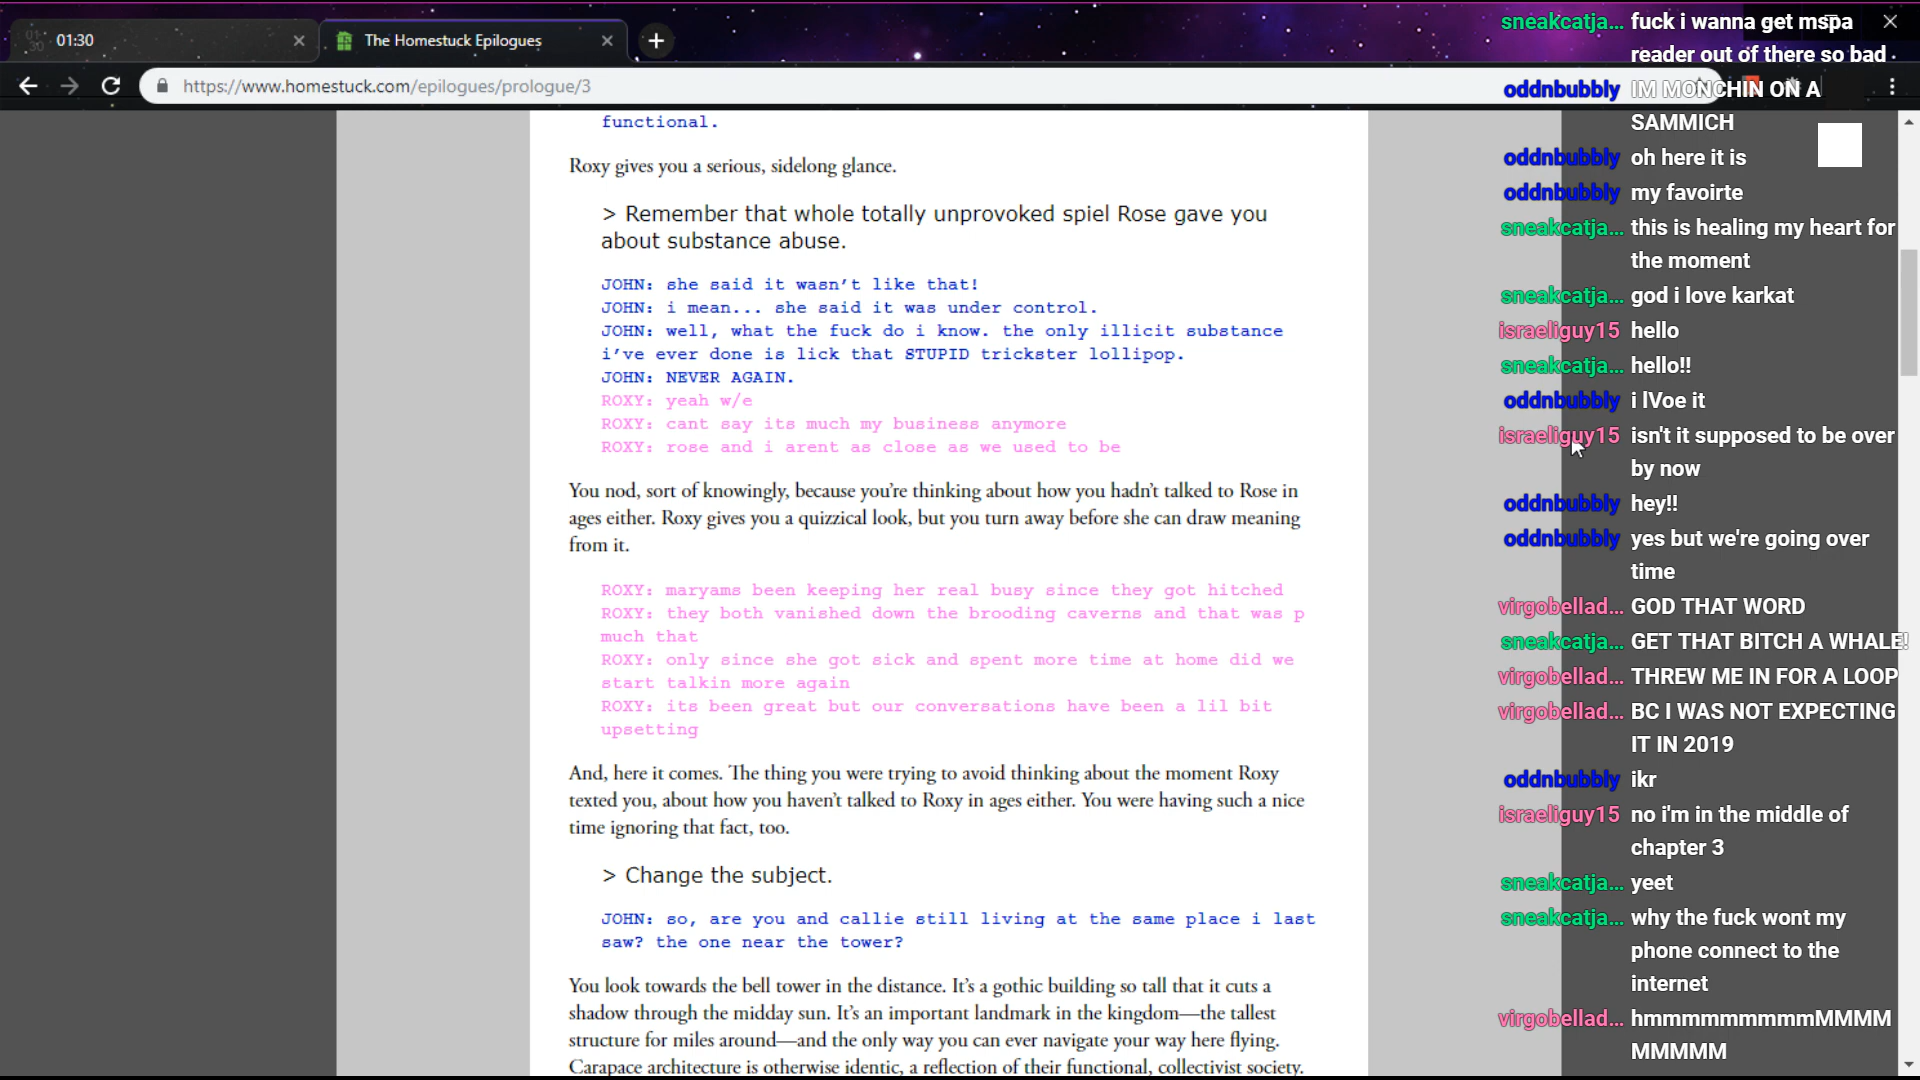 01:30
The Homestuck Epilogues
https://www.homestuck.com/epilogues/prologue/3
functional.
Roxy gives you a serious, sidelong glance.
> Remember that whole totally unprovoked spiel Rose gave you
about substance abuse.
JOHN: she said it wasn't like that!
JOHN: i mean... she said it was under control.
JOHN: well, what the fuck do i know. the only illicit substance
i've ever done is lick that STUPID trickster lollipop.
JOHN: NEVER AGAIN.
ROXY: yeah w/e
ROXY: cant say its much my business anymore
ROXY: rose and i arent as close as we used to be
You nod, sort of knowingly, because you're thinking about how you hadn't talked to Rose in
ages either. Roxy gives you a quizzical look, but you turn away before she can draw meaning
from it.
ROXY: maryams been keeping her real busy since they got hitched
ROXY: they both vanished down the brooding caverns and that was p
much that
ROXY: only since she got sick and spent more time at home did we
start talkin more again
ROXY: its been great but our conversations have been a lil bit
upsetting
And, here it comes. The thing you were trying to avoid thinking about the moment Roxy
texted you, about how you haven't talked to Roxy in ages either. You were having such a nice
time ignoring that fact, too.
> Change the subject.
JOHN: so, are you and callie still living at the same place i last
saw? the one near the tower?
You look towards the bell tower in the distance. It's a gothic building so tall that it cuts a
shadow through the midday sun. It's an important landmark in the kingdom—the tallest
structure for miles around—and the only way you can ever navigate your way here flying.
Carapace architecture is otherwise identic, a reflection of their functional, collectivist society.
sneakcatja... fuck i wanna get mspa
reader out of there so bad
oddnbubbly IM MONCHIN ON A
SAMMICH
oddnbubbly oh here it is
oddnbubbly my favoirte
sneakcatja... this is healing my heart for
the moment
sneakcatja... god i love karkat
israeliguy15 hello
sneakcatja... hello!!
oddnbubbly i lVoe it
israeliguy15 isn't it supposed to be over
by now
oddnbubbly hey!!
oddnbubbly yes but we're going over
time
virgobellad... GOD THAT WORD
sneakcatja... GET THAT BITCH A WHALE!
virgobellad... THREW ME IN FOR A LOOP
virgobellad... BC I WAS NOT EXPECTING
IT IN 2019
oddnbubbly ikr
israeliguy15 no i'm in the middle of
chapter 3
sneakcatja... yeet
sneakcatja... why the fuck wont my
phone connect to the
internet
virgobellad... hmmmmmmmmMMMM
MMMMM